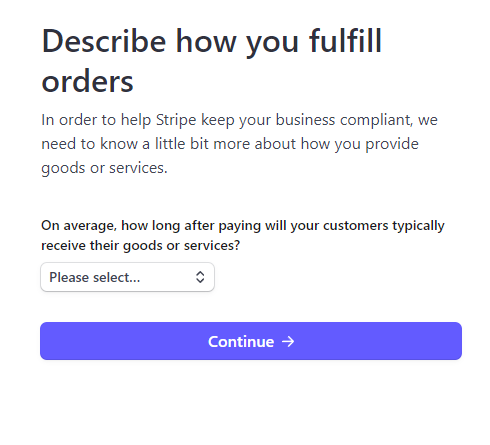 Describe how you fulfill
orders
In order to help Stripe keep your business compliant, we
need to know a little bit more about how you provide
goods or services.
On average, how long after paying will your customers typically
receive their goods or services?
Please select...
Continue →